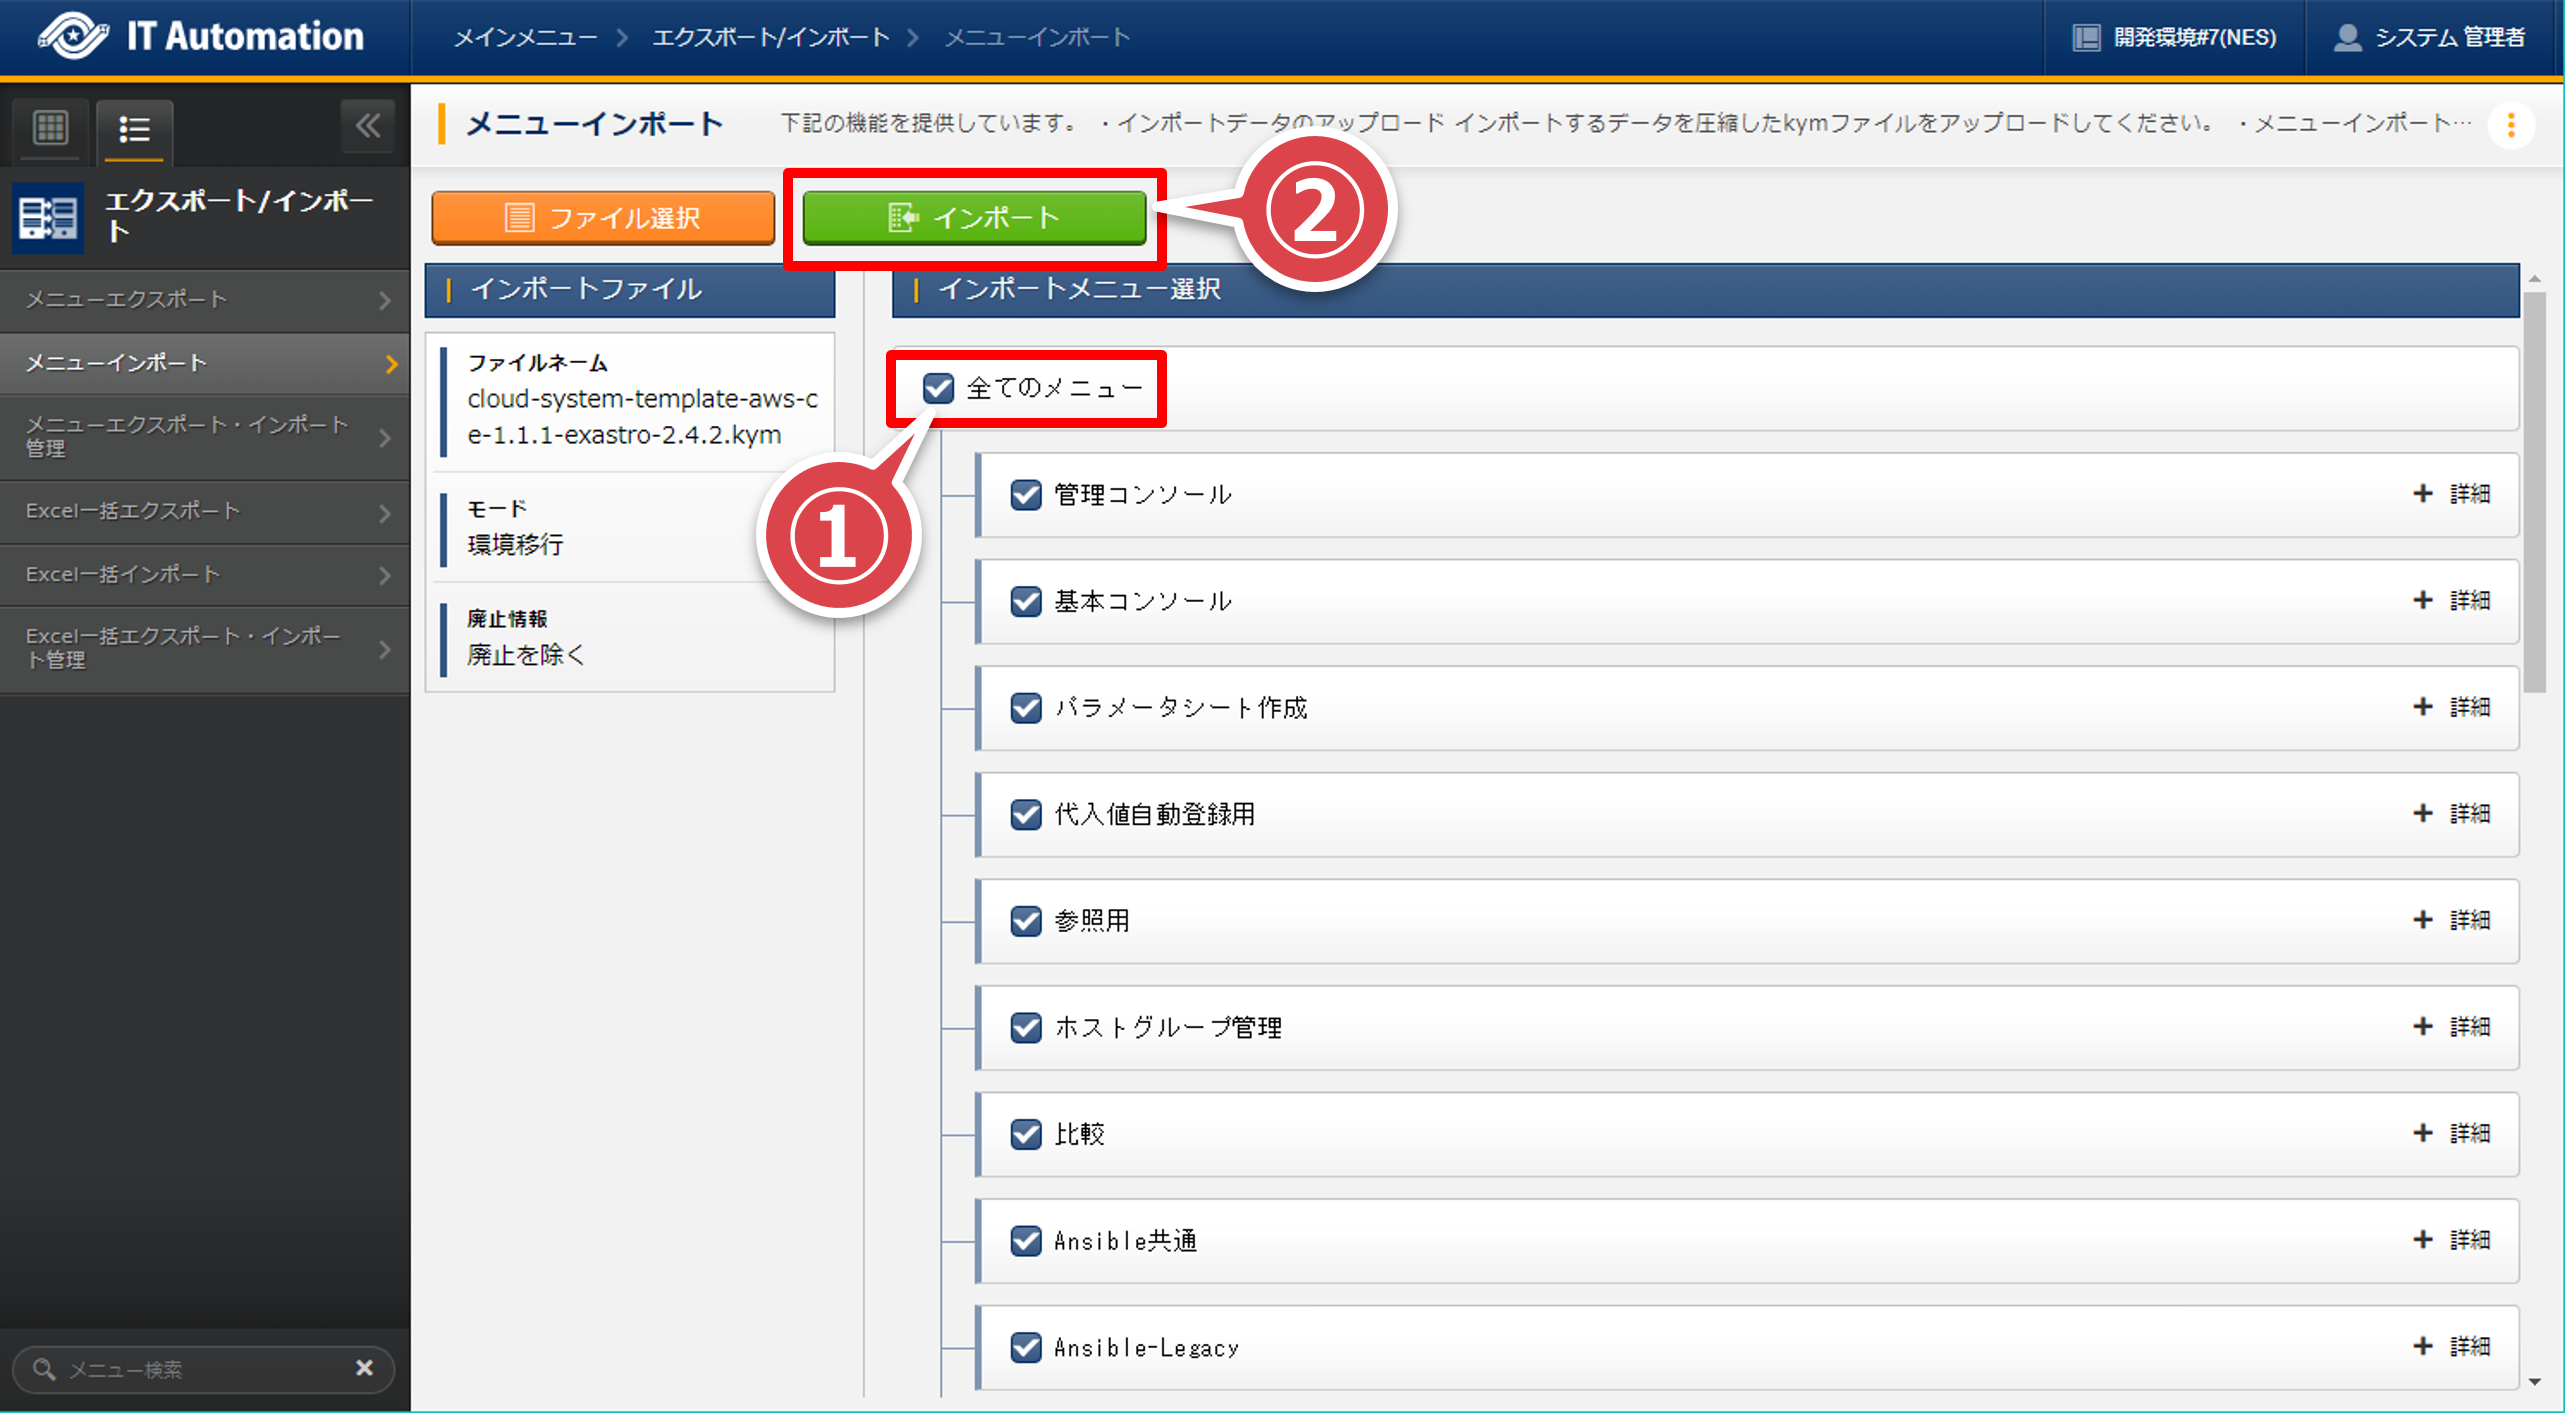 IT Automation
メインメニュー
エクスポート/インポート
メニューインポート
開発環境#7(NES)
システム 管理者
メニューインポート
下記の機能を提供しています。 ・インポートデータのアップロード インポートするデータを圧縮したkymファイルをアップロードしてください。 ・メニューインポート…
エクスポート/インポー
ト
メニューエクスポート
メニューインポート
メニューエクスポート・インポート
管理
Excel一括エクスポート
Excel一括インポート
Excel一括エクスポート・インポー
ト管理
メニュー検索
ファイル選択
インポート
②
インポートファイル
ファイルネーム
cloud-system-template-aws-c
e-1.1.1-exastro-2.4.2.kym
モード
環境移行
廃止情報
廃止を除く
①
インポートメニュー選択
全てのメニュー
管理コンソール
詳細
基本コンソール
詳細
パラメータシート作成
詳細
代入値自動登録用
詳細
参照用
詳細
ホストグループ管理
詳細
比較
詳細
Ansible共通
詳細
Ansible-Legacy
詳細